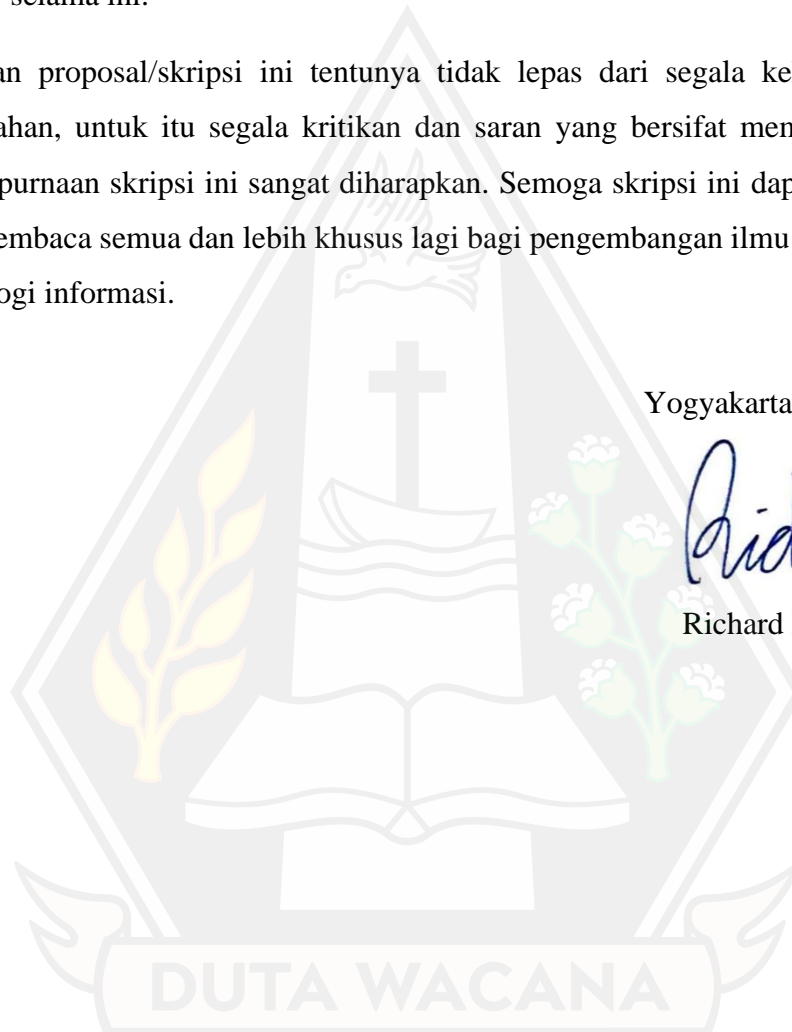 selama ini.
an proposal/skripsi ini tentunya tidak lepas dari segala ke
ahan, untuk itu segala kritikan dan saran yang bersifat mem
purnaan skripsi ini sangat diharapkan. Semoga skripsi ini dap
embaca semua dan lebih khusus lagi bagi pengembangan ilmu
ogi informasi.
Yogyakarta
Richard
DUTA WACANA